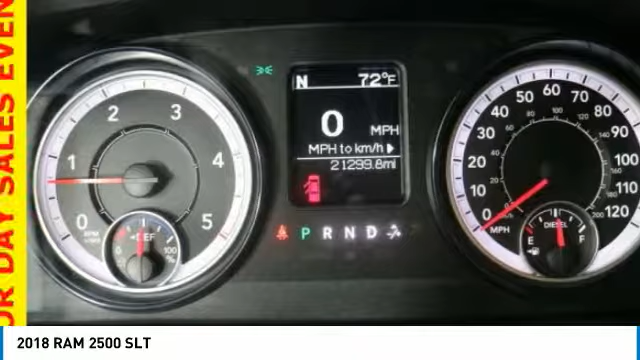 OR DAY SALES EVEN
0
1
2
3
4
5
RPM
DEF
N
72°F
0
MPH
MPH to km/h
21299.8mi
P R N D
0
10
20
30
40
50
60
70
80
90
100
120
MPH
DIESEL
E
F
2018 RAM 2500 SLT